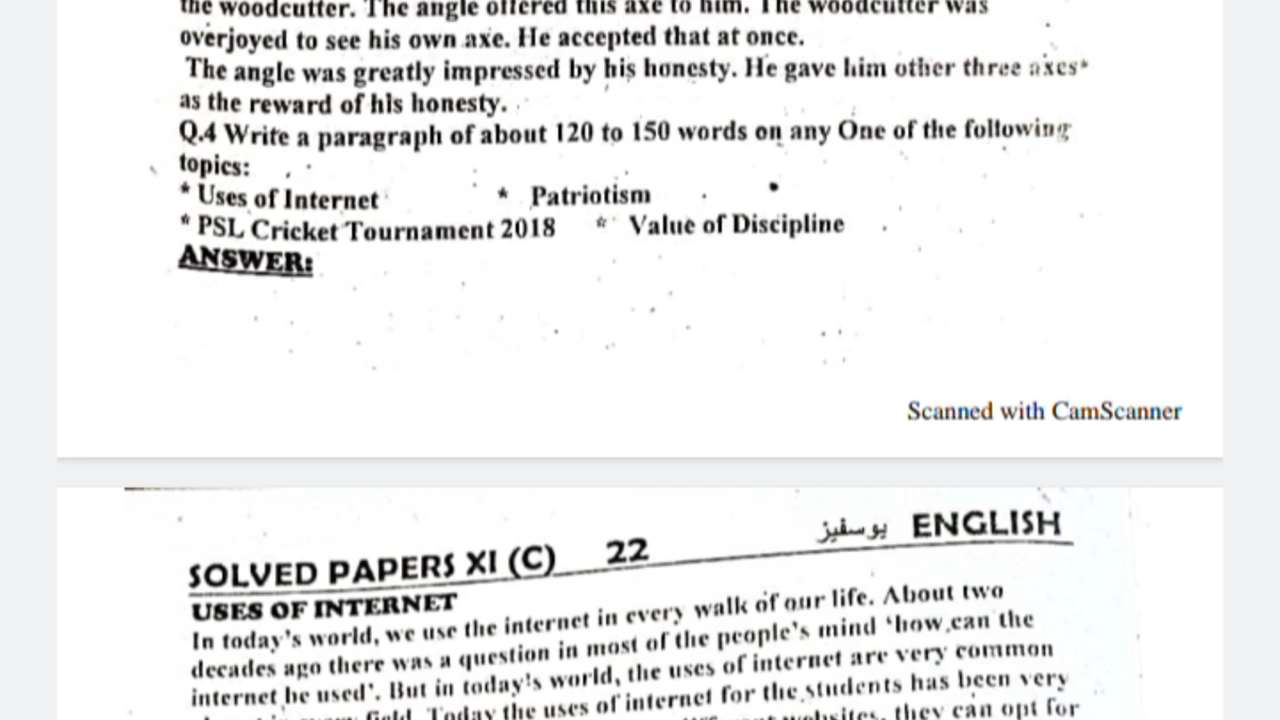 the woodcutter. The angle offered this axe to him. The woodcutter was
overjoyed to see his own axe. He accepted that at once.
The angle was greatly impressed by his honesty. He gave him other three axes*
as the reward of his honesty.
Q.4 Write a paragraph of about 120 to 150 words on any One of the following
topics:
* Uses of Internet * Patriotism
* PSL Cricket Tournament 2018 * Value of Discipline
ANSWER:
Scanned with CamScanner
SOLVED PAPERS XI (C) 22 یوسفیز ENGLISH
USES OF INTERNET
In today's world, we use the internet in every walk of our life. About two
decades ago there was a question in most of the people's mind ‘how can the
internet be used’. But in today's world, the uses of internet are very common
field. Today the uses of internet for the students has been very
websites, they can opt for